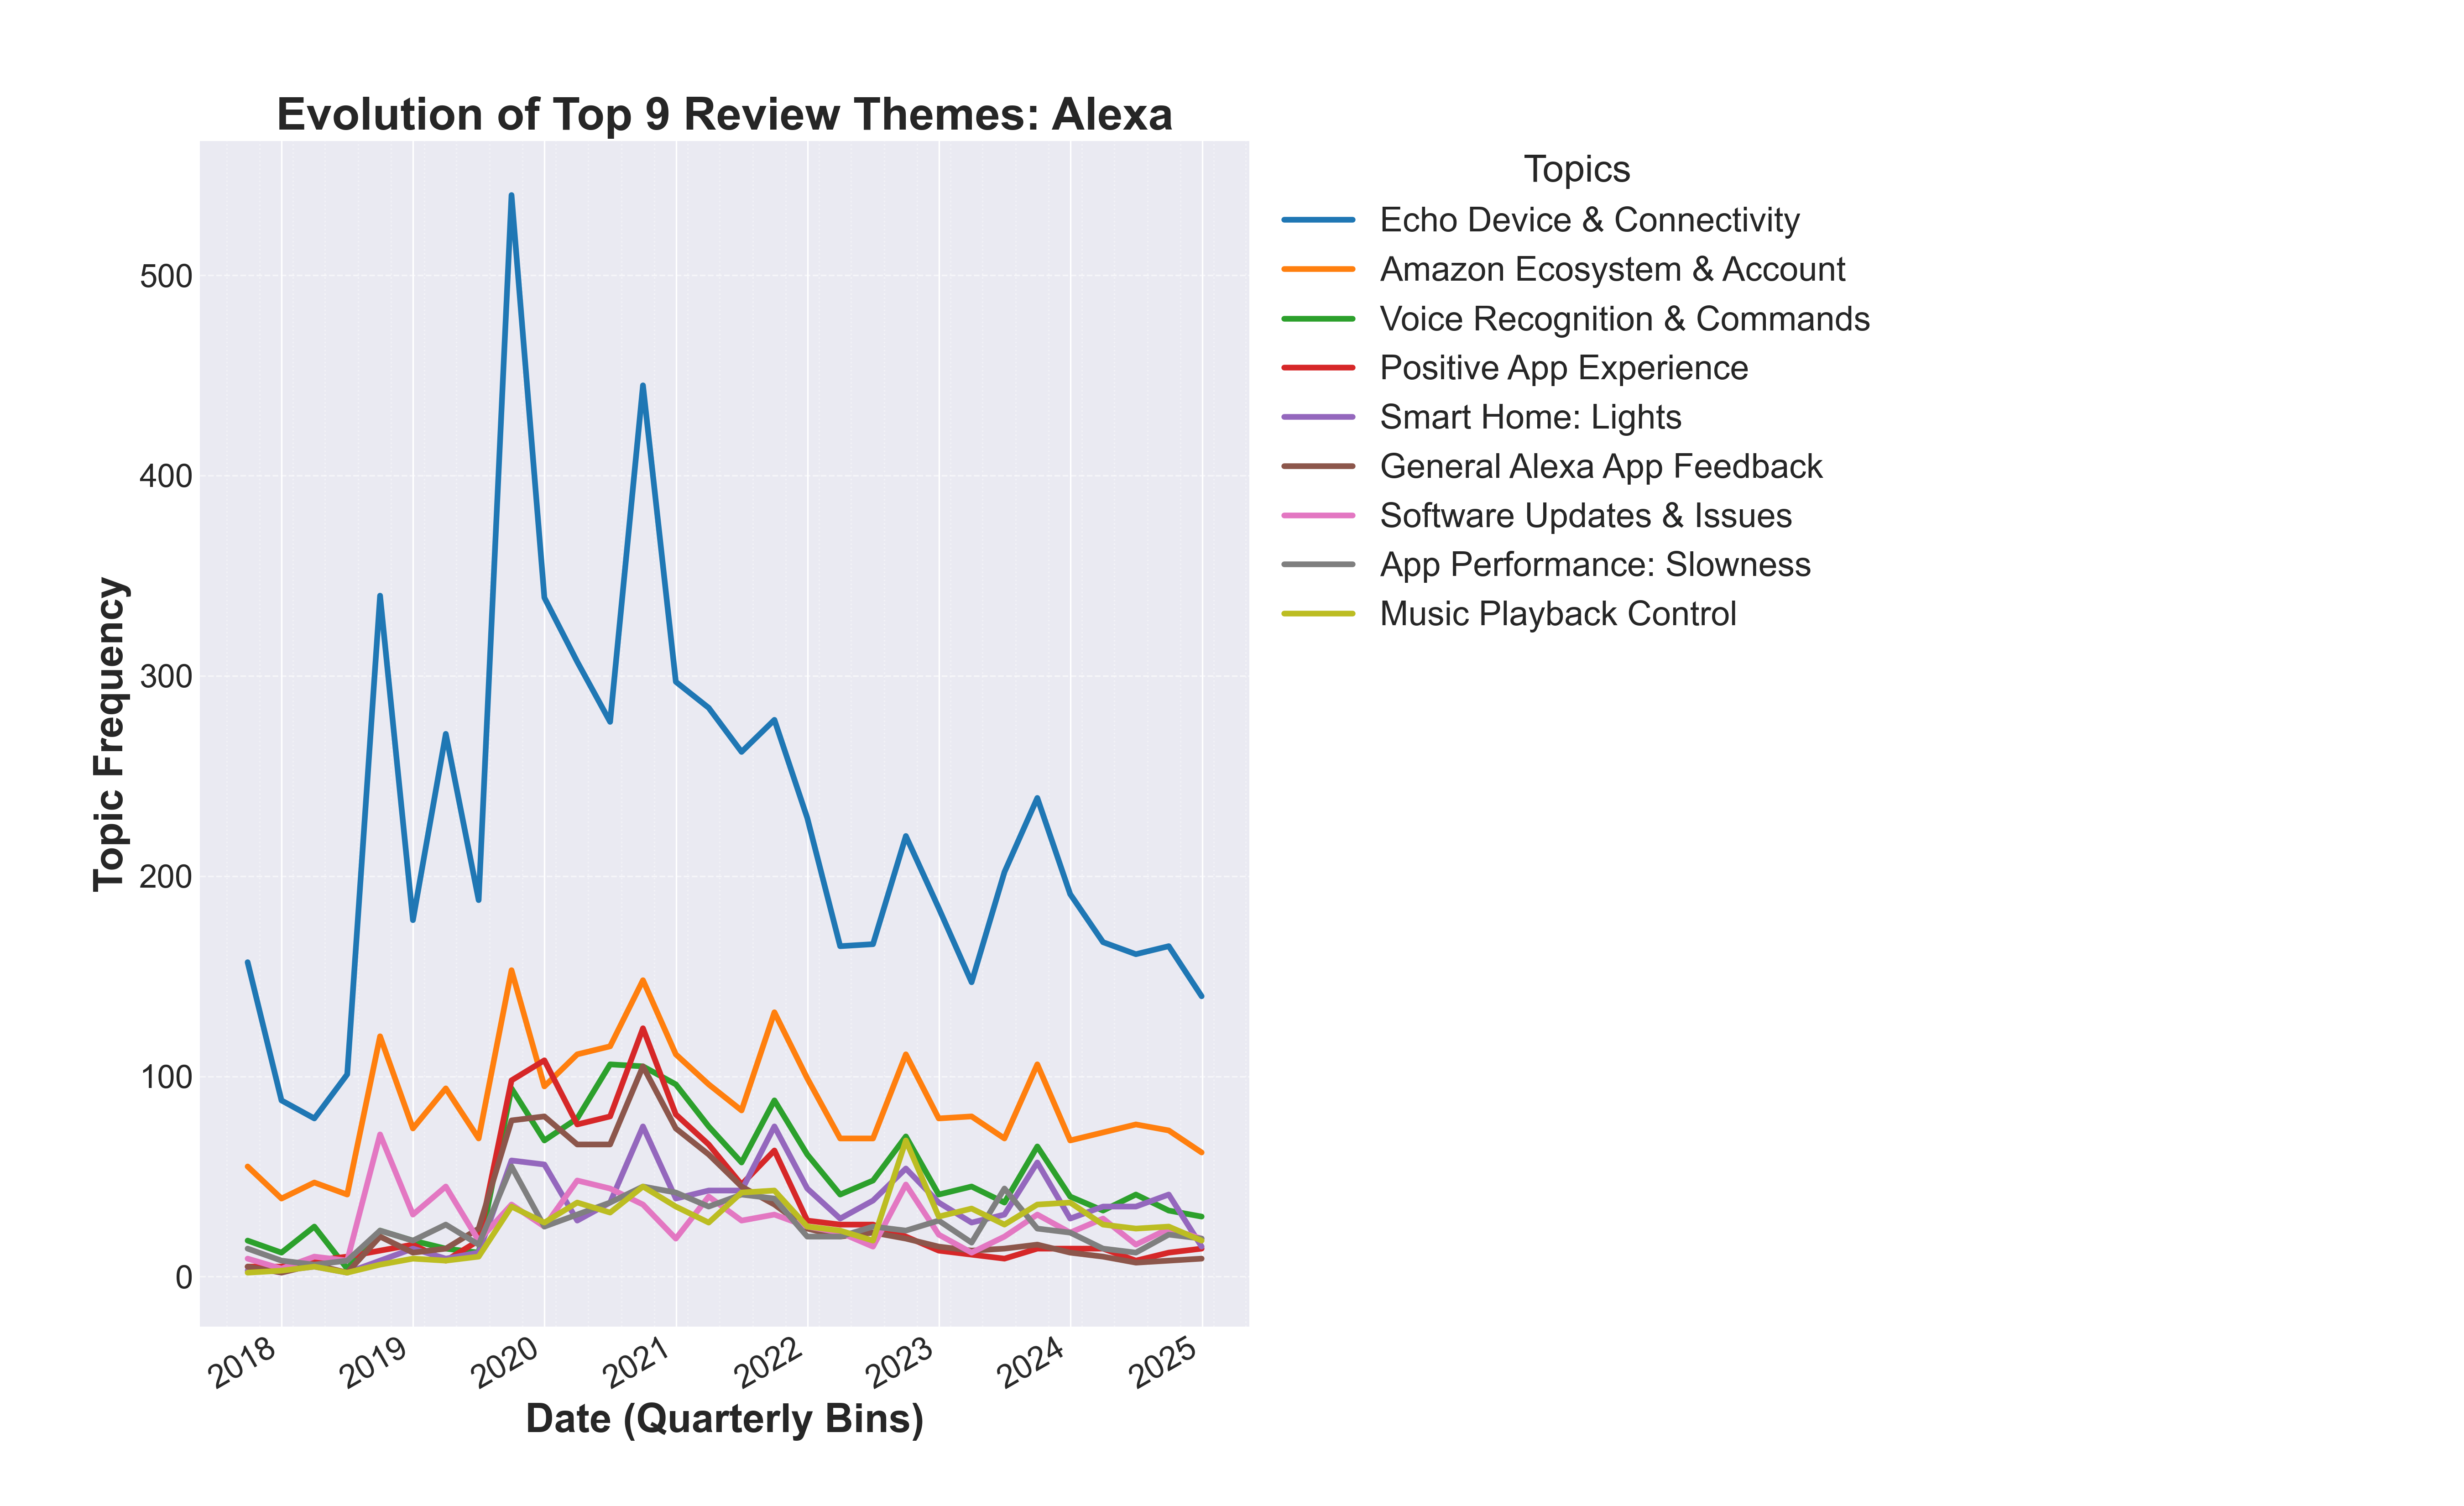 Evolution of Top 9 Review Themes: Alexa
Topics
Echo Device & Connectivity
Amazon Ecosystem & Account
Voice Recognition & Commands
Positive App Experience
Smart Home: Lights
General Alexa App Feedback
Software Updates & Issues
App Performance: Slowness
Music Playback Control
Topic Frequency
500
400
300
200
100
0
2018
2019
2020
2021
2022
2023
2024
2025
Date (Quarterly Bins)